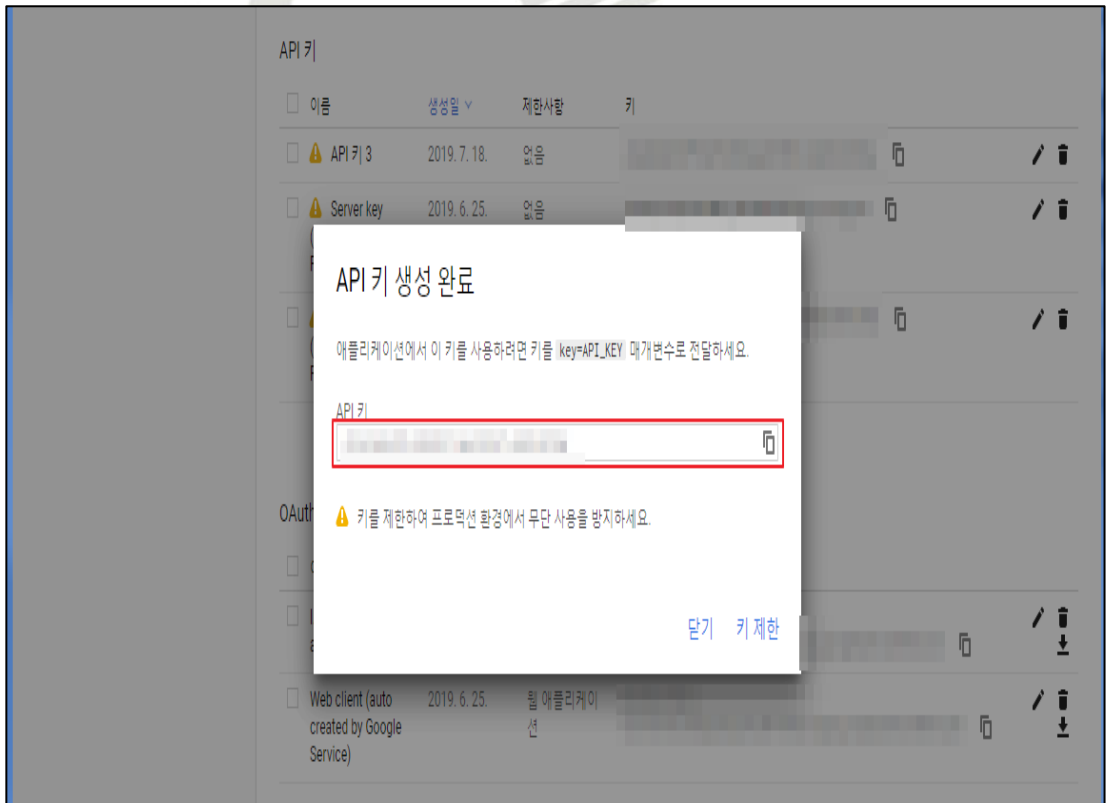 API 키
이름 생성일 제한사항 키
API 키 3 2019. 7. 18. 없음
Server key 2019. 6. 25. 없음
API 키 생성 완료
애플리케이션에서 이 키를 사용하려면 키를 key=API_KEY 매개변수로 전달하세요.
API 키
키를 제한하여 프로덕션 환경에서 무단 사용을 방지하세요.
OAuth
닫기 키 제한
Web client (auto 2019. 6. 25. 웹 애플리케이
created by Google 션
Service)